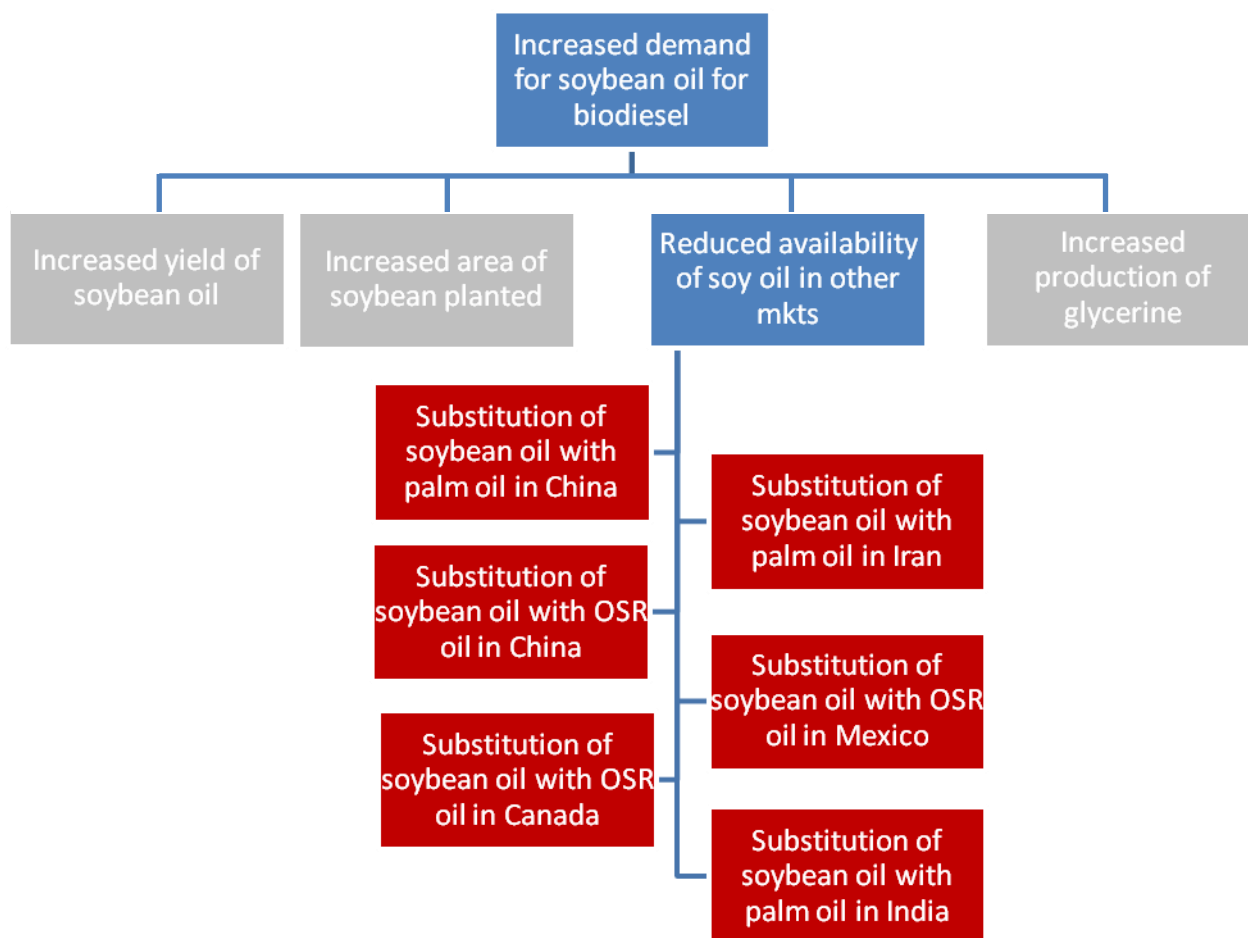 Increased demand
for soybean oil for
biodiesel
Increased yield of
soybean oil
Increased area of
soybean planted
Reduced availability
of soy oil in other
mkts
Increased
production of
glycerine
Substitution of
soybean oil with
palm oil in China
Substitution of
soybean oil with
palm oil in Iran
Substitution of
soybean oil with OSR
oil in China
Substitution of
soybean oil with OSR
oil in Mexico
Substitution of
soybean oil with OSR
oil in Canada
Substitution of
soybean oil with
palm oil in India